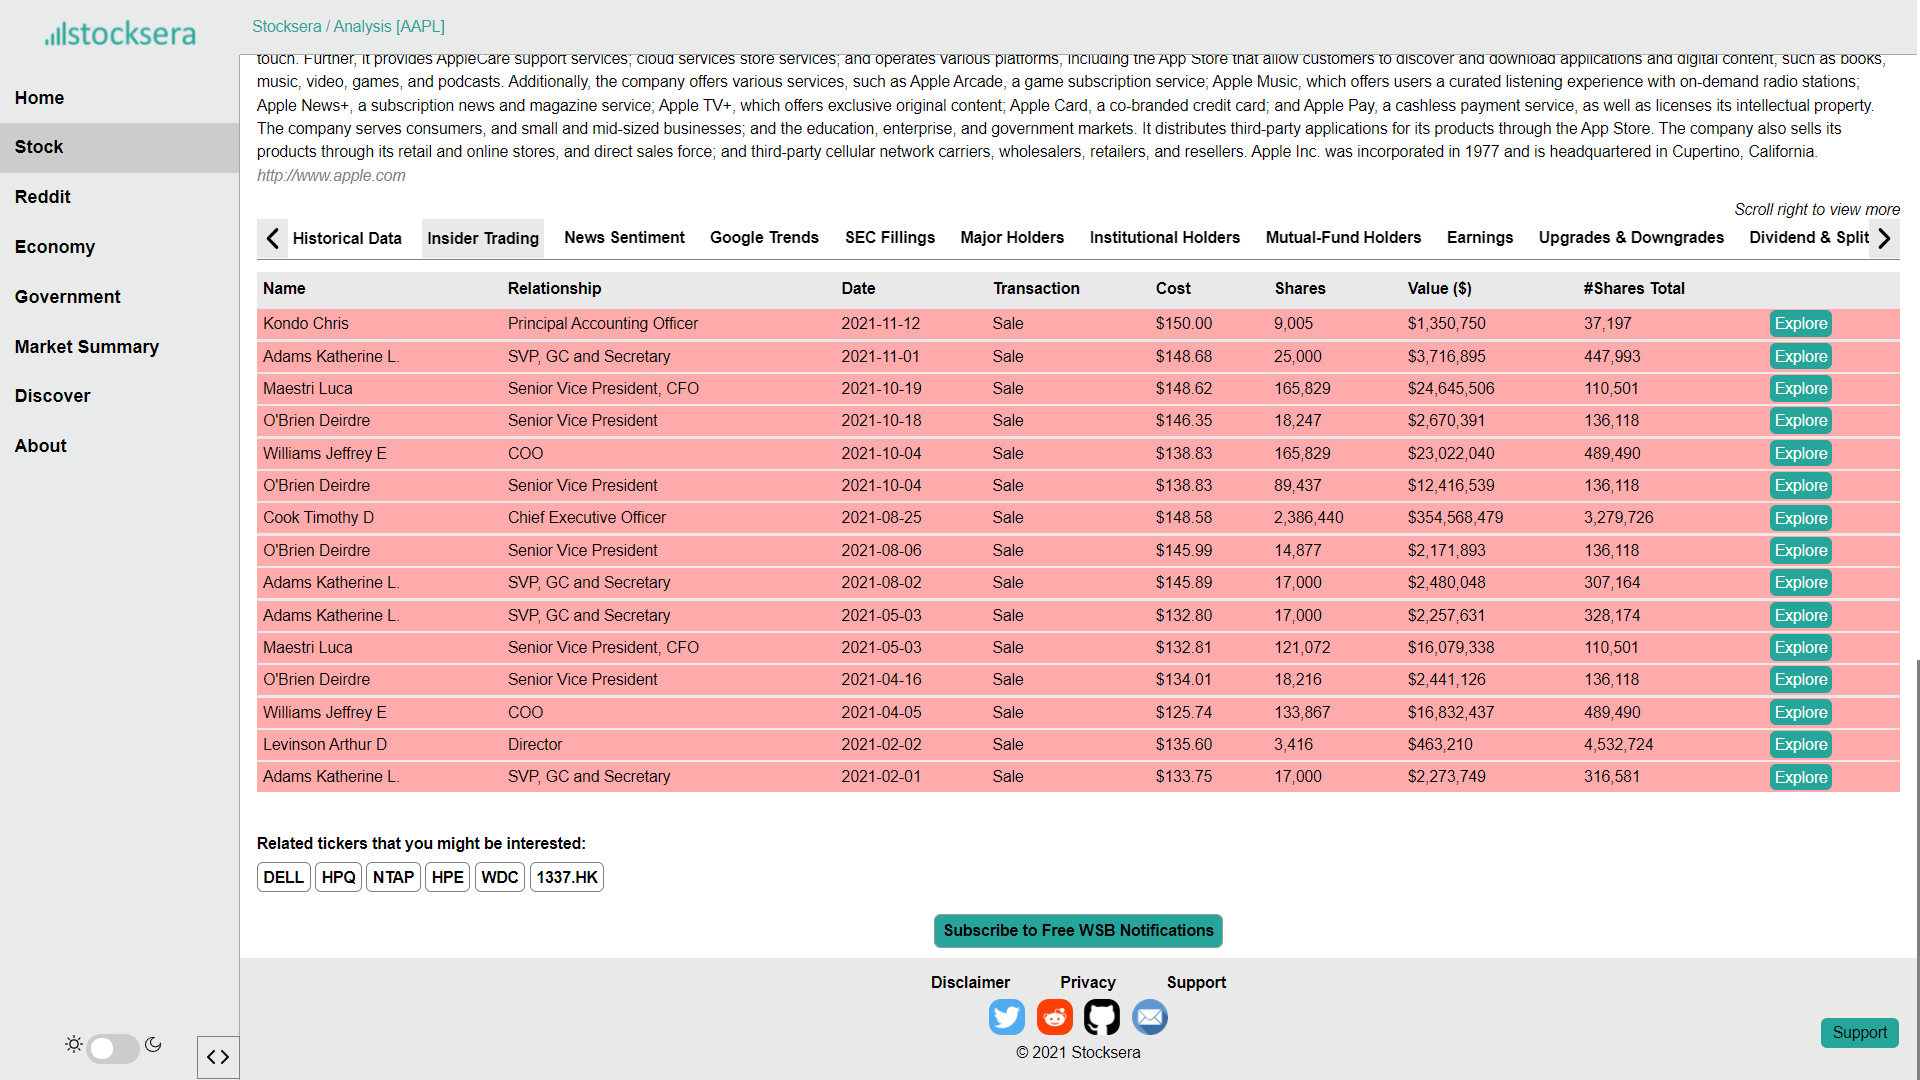 stocksera
Stocksera / Analysis [AAPL]
Home
Stock
Reddit
Economy
Government
Market Summary
Discover
About
touch. Further, it provides AppleCare support services; cloud services store services; and operates various platforms, including the App Store that allow customers to discover and download applications and digital content, such as books,
music, video, games, and podcasts. Additionally, the company offers various services, such as Apple Arcade, a game subscription service; Apple Music, which offers users a curated listening experience with on-demand radio stations;
Apple News+, a subscription news and magazine service; Apple TV+, which offers exclusive original content; Apple Card, a co-branded credit card; and Apple Pay, a cashless payment service, as well as licenses its intellectual property.
The company serves consumers, and small and mid-sized businesses; and the education, enterprise, and government markets. It distributes third-party applications for its products through the App Store. The company also sells its
products through its retail and online stores, and direct sales force; and third-party cellular network carriers, wholesalers, retailers, and resellers. Apple Inc. was incorporated in 1977 and is headquartered in Cupertino, California.
http://www.apple.com
Scroll right to view more
Historical Data Insider Trading News Sentiment Google Trends SEC Fillings Major Holders Institutional Holders Mutual-Fund Holders Earnings Upgrades & Downgrades Dividend & Split
Name Relationship Date Transaction Cost Shares Value ($) #Shares Total
Kondo Chris Principal Accounting Officer 2021-11-12 Sale $150.00 9,005 $1,350,750 37,197 Explore
Adams Katherine L. SVP, GC and Secretary 2021-11-01 Sale $148.68 25,000 $3,716,895 447,993 Explore
Maestri Luca Senior Vice President, CFO 2021-10-19 Sale $148.62 165,829 $24,645,506 110,501 Explore
O'Brien Deirdre Senior Vice President 2021-10-18 Sale $146.35 18,247 $2,670,391 136,118 Explore
Williams Jeffrey E COO 2021-10-04 Sale $138.83 165,829 $23,022,040 489,490 Explore
O'Brien Deirdre Senior Vice President 2021-10-04 Sale $138.83 89,437 $12,416,539 136,118 Explore
Cook Timothy D Chief Executive Officer 2021-08-25 Sale $148.58 2,386,440 $354,568,479 3,279,726 Explore
O'Brien Deirdre Senior Vice President 2021-08-06 Sale $145.99 14,877 $2,171,893 136,118 Explore
Adams Katherine L. SVP, GC and Secretary 2021-08-02 Sale $145.89 17,000 $2,480,048 307,164 Explore
Adams Katherine L. SVP, GC and Secretary 2021-05-03 Sale $132.80 17,000 $2,257,631 328,174 Explore
Maestri Luca Senior Vice President, CFO 2021-05-03 Sale $132.81 121,072 $16,079,338 110,501 Explore
O'Brien Deirdre Senior Vice President 2021-04-16 Sale $134.01 18,216 $2,441,126 136,118 Explore
Williams Jeffrey E COO 2021-04-05 Sale $125.74 133,867 $16,832,437 489,490 Explore
Levinson Arthur D Director 2021-02-02 Sale $135.60 3,416 $463,210 4,532,724 Explore
Adams Katherine L. SVP, GC and Secretary 2021-02-01 Sale $133.75 17,000 $2,273,749 316,581 Explore
Related tickers that you might be interested:
DELL HPQ NTAP HPE WDC 1337.HK
Subscribe to Free WSB Notifications
Disclaimer Privacy Support
© 2021 Stocksera
Support